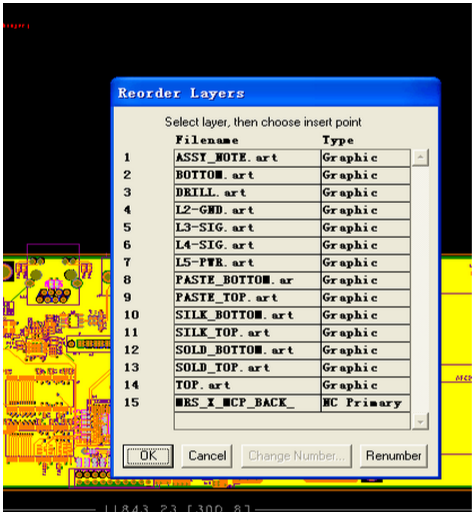 Reorder Layers
Select layer, then choose insert point
Filename Type
1 ASSY_NOTE.art Graphic
2 BOTTOM.art Graphic
3 DRILL.art Graphic
4 L2-GND.art Graphic
5 L3-SIG.art Graphic
6 L4-SIG.art Graphic
7 L5-PWR.art Graphic
8 PASTE_BOTTOM.ar Graphic
9 PASTE_TOP.art Graphic
10 SILK_BOTTOM.art Graphic
11 SILK_TOP.art Graphic
12 SOLD_BOTTOM.art Graphic
13 SOLD_TOP.art Graphic
14 TOP.art Graphic
15 MRS_X_MCP_BACK_ NC Primary
OK Cancel Change Number... Renumber
11843.23 [300.8]